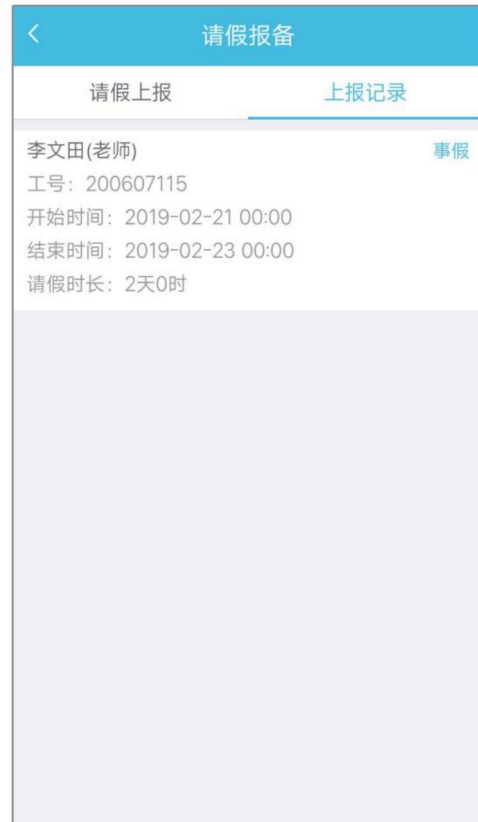 请假报备
请假上报
上报记录
李文田(老师)
事假
工号：200607115
开始时间：2019-02-21 00:00
结束时间：2019-02-23 00:00
请假时长：2天0时